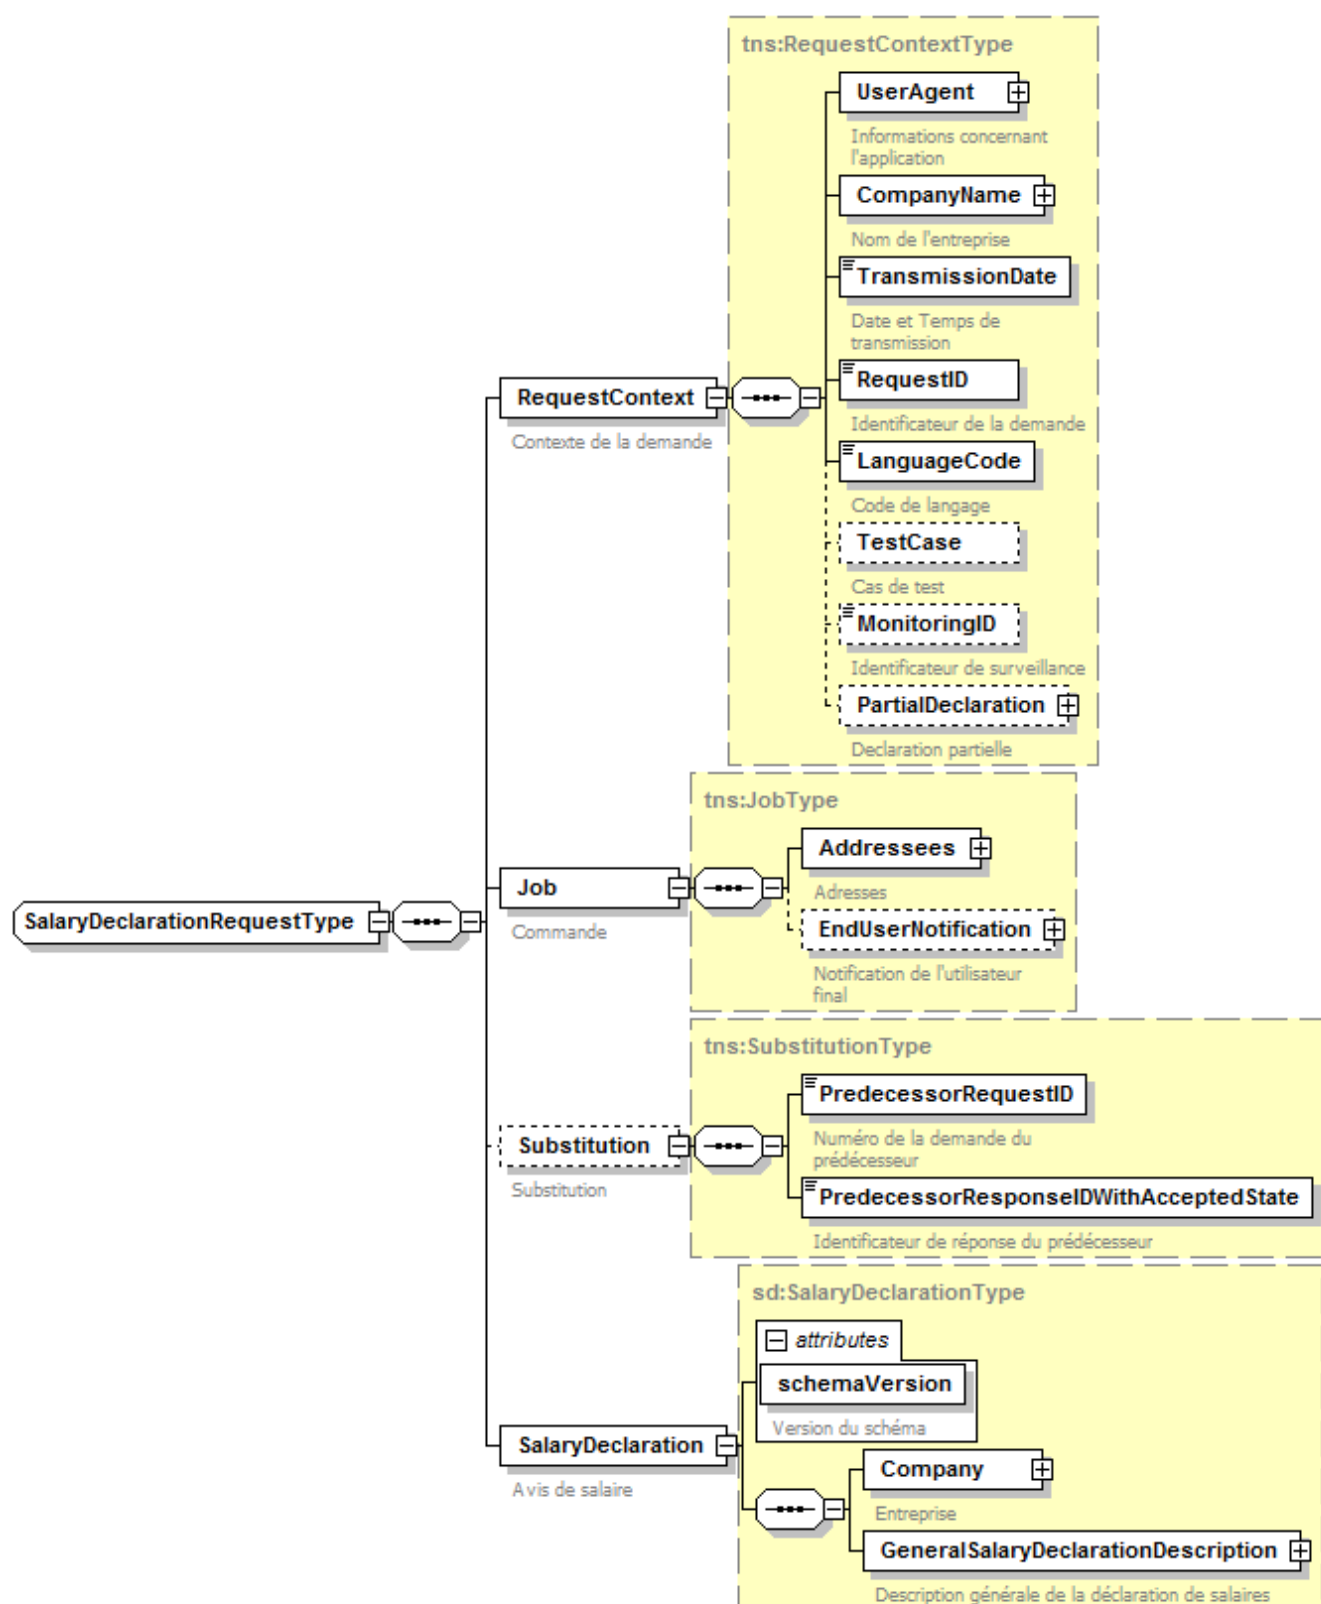 tns:RequestContextType
UserAgent
Informations concernant
l'application
CompanyName
Nom de l'entreprise
TransmissionDate
Date et Temps de
transmission
RequestContext
Contexte de la demande
RequestID
Identificateur de la demande
LanguageCode
Code de langage
TestCase
Cas de test
MonitoringID
Identificateur de surveillance
PartialDeclaration
Declaration partielle
tns:JobType
Job
Commande
Addressees
Adresses
EndUserNotification
Notification de l'utilisateur
final
SalaryDeclarationRequestType
tns:SubstitutionType
Substitution
Substitution
PredecessorRequestID
Numéro de la demande du
prédécesseur
PredecessorResponseIDWithAcceptedState
Identificateur de réponse du prédécesseur
sd:SalaryDeclarationType
attributes
schemaVersion
Version du schéma
SalaryDeclaration
Avis de salaire
Company
Entreprise
GeneralSalaryDeclarationDescription
Description générale de la déclaration de salaires